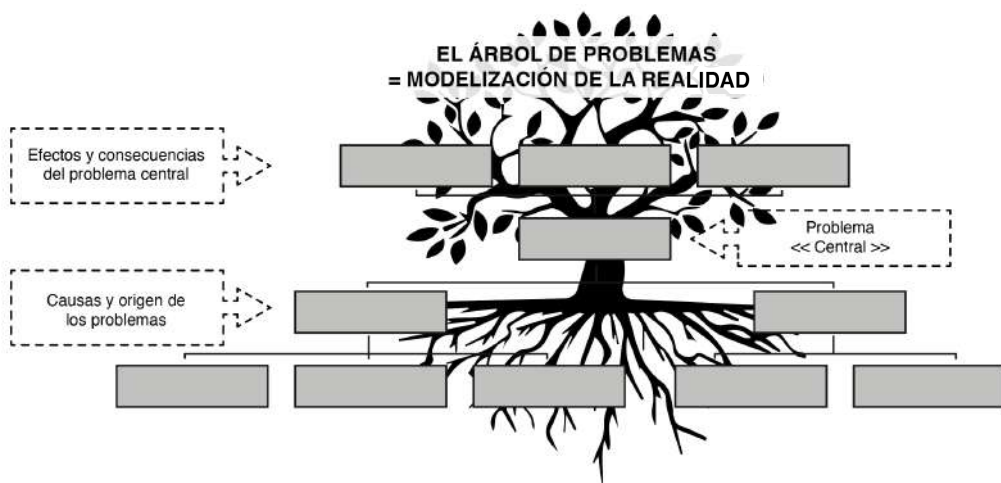 EL ÁRBOL DE PROBLEMAS
= MODELIZACIÓN DE LA REALIDAD
Efectos y consecuencias
del problema central
Problema
<< Central >>
Causas y origen de
los problemas